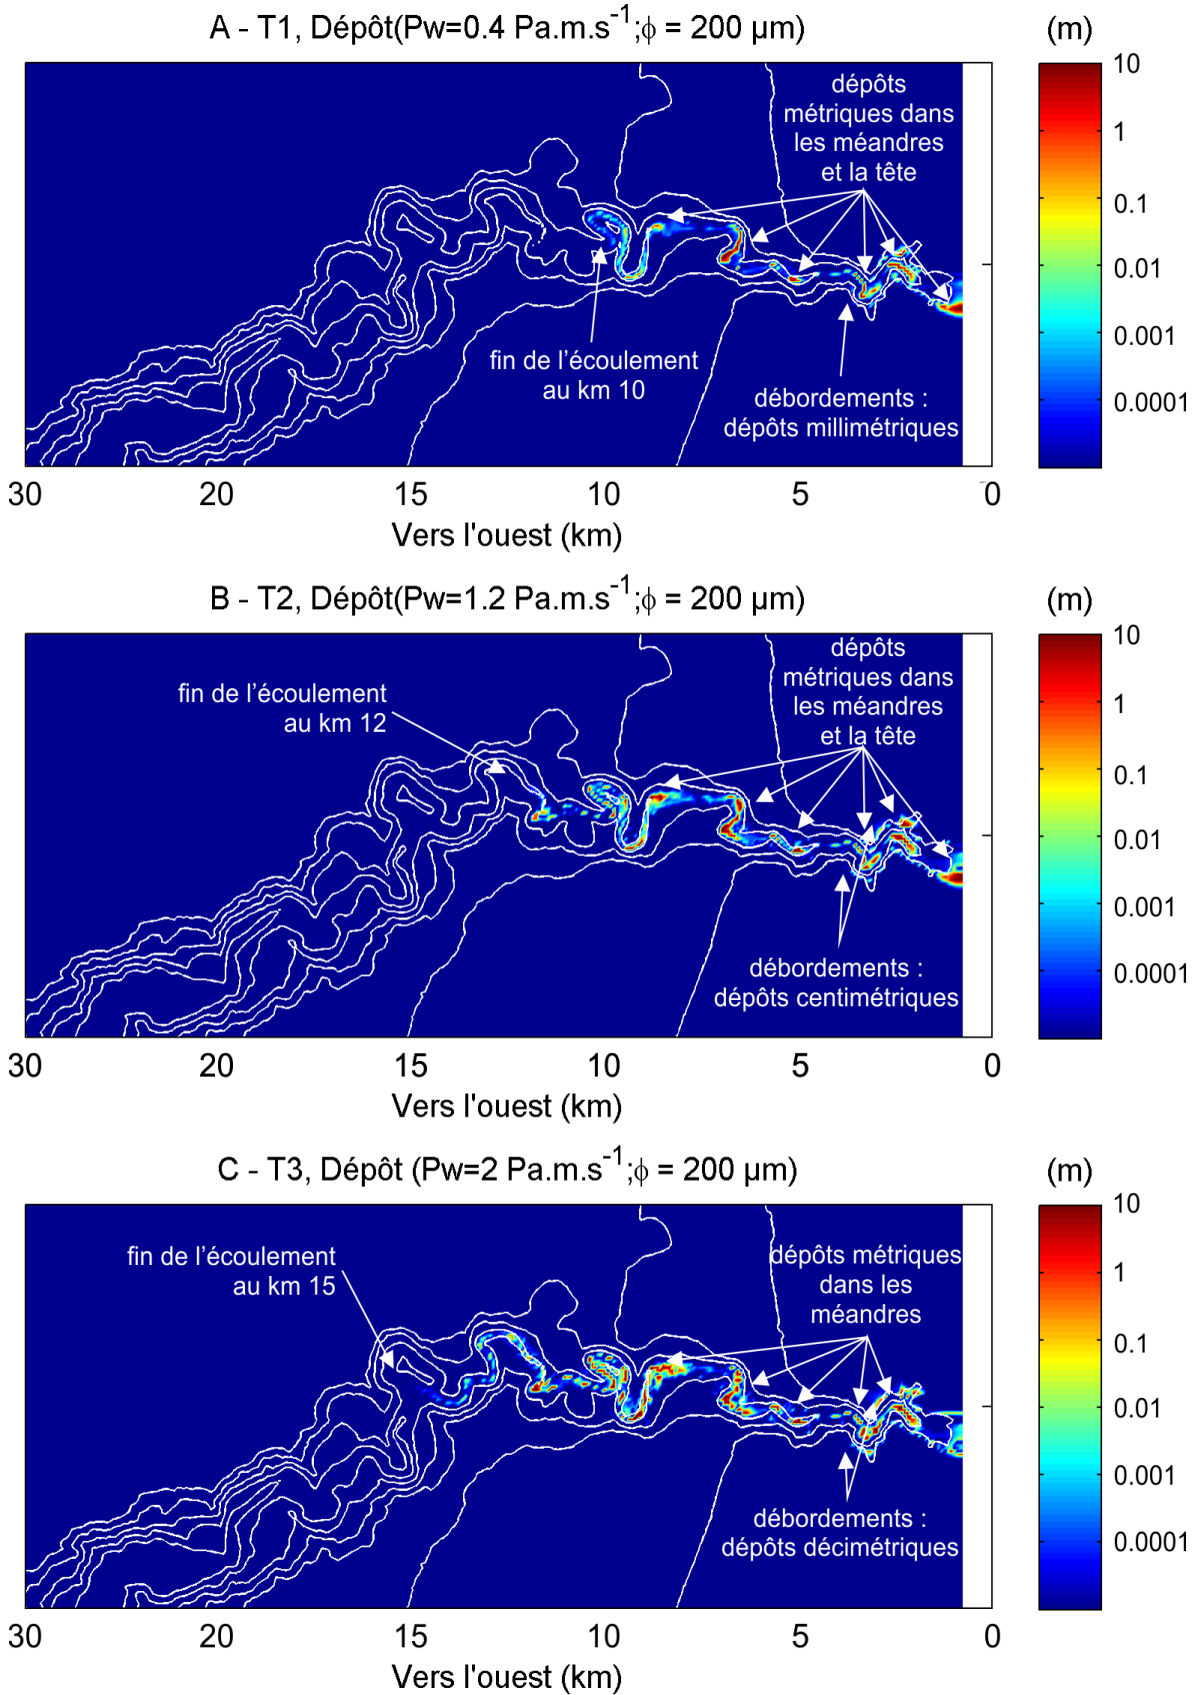 A - T1, Dépôt(Pw=0.4 Pa.m.s⁻¹;ϕ = 200 µm)
(m)
dépôts
métriques dans
les méandres
et la tête
fin de l'écoulement
au km 10
débordements :
dépôts millimétriques
10
1
0.1
0.01
0.001
0.0001
30 20 15 10 5 0
Vers l'ouest (km)
B - T2, Dépôt(Pw=1.2 Pa.m.s⁻¹;ϕ = 200 µm)
(m)
dépôts
métriques dans
les méandres
et la tête
fin de l'écoulement
au km 12
débordements :
dépôts centimétriques
10
1
0.1
0.01
0.001
0.0001
30 20 15 10 5 0
Vers l'ouest (km)
C - T3, Dépôt (Pw=2 Pa.m.s⁻¹;ϕ = 200 µm)
(m)
fin de l'écoulement
au km 15
dépôts métriques
dans les
méandres
débordements :
dépôts décimétriques
10
1
0.1
0.01
0.001
0.0001
30 20 15 10 5 0
Vers l'ouest (km)